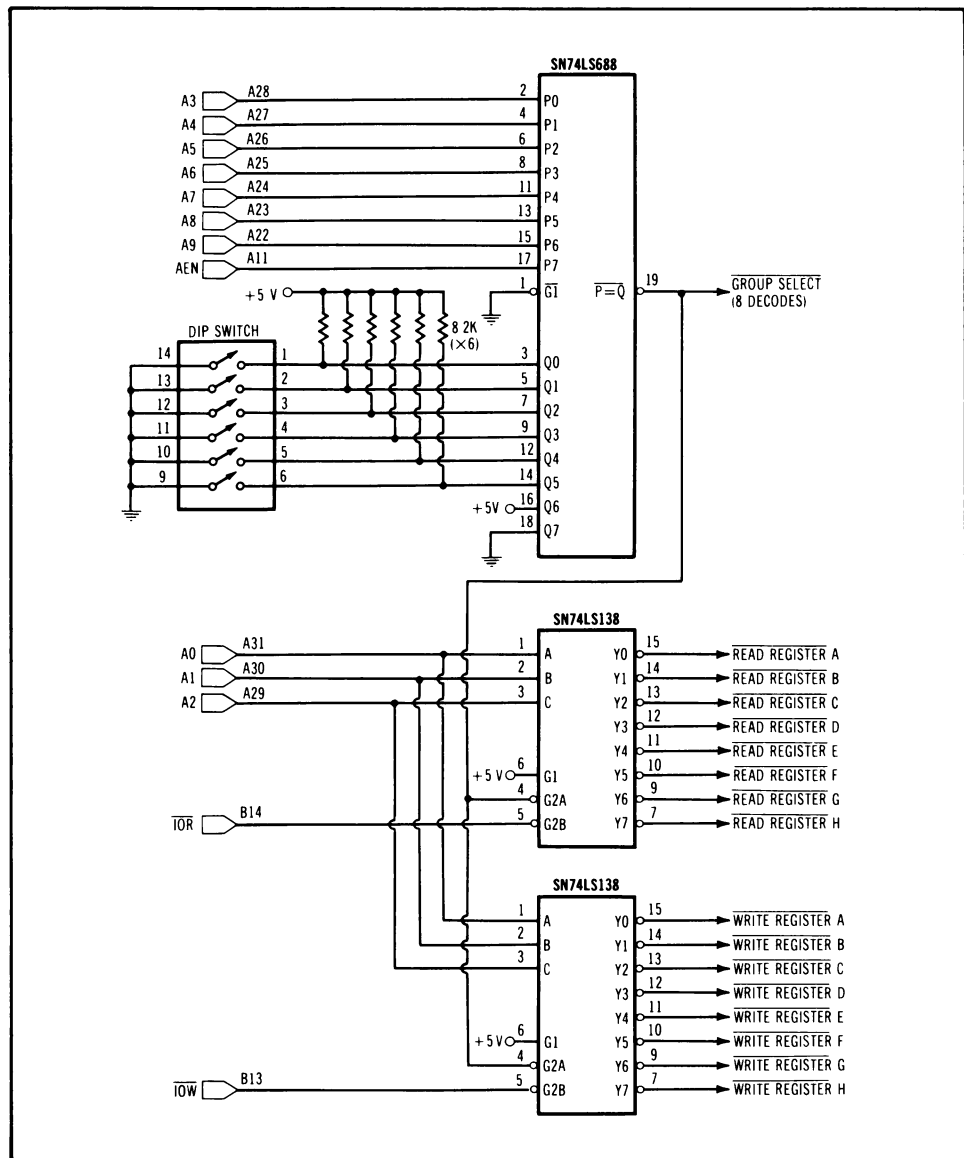 SN74LS688
A3 A28 2 P0
A4 A27 4 P1
A5 A26 6 P2
A6 A25 8 P3
A7 A24 11 P4
A8 A23 13 P5
A9 A22 15 P6
AEN A11 17 P7
+5 V 1 G1 P=Q 19 GROUP SELECT
(8 DECODES)
8 2K
(×6)
DIP SWITCH
14 1 3 Q0
13 2 5 Q1
12 3 7 Q2
11 4 9 Q3
10 5 12 Q4
9 6 14 Q5
+5V 16 Q6
18 Q7
SN74LS138
A0 A31 1 A Y0 15 READ REGISTER A
A1 A30 2 B Y1 14 READ REGISTER B
A2 A29 3 C Y2 13 READ REGISTER C
Y3 12 READ REGISTER D
Y4 11 READ REGISTER E
+5 V 6 G1 Y5 10 READ REGISTER F
4 G2A Y6 9 READ REGISTER G
IOR B14 5 G2B Y7 7 READ REGISTER H
SN74LS138
1 A Y0 15 WRITE REGISTER A
2 B Y1 14 WRITE REGISTER B
3 C Y2 13 WRITE REGISTER C
Y3 12 WRITE REGISTER D
Y4 11 WRITE REGISTER E
+5 V 6 G1 Y5 10 WRITE REGISTER F
4 G2A Y6 9 WRITE REGISTER G
IOW B13 5 G2B Y7 7 WRITE REGISTER H